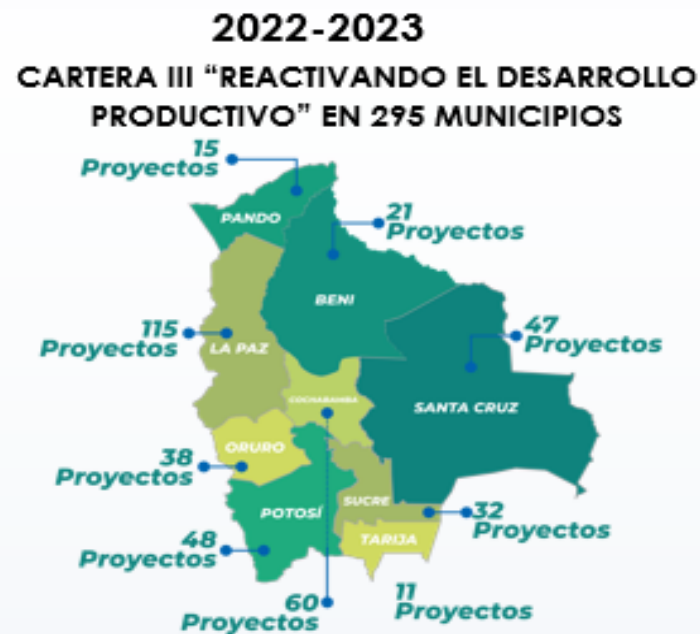 2022-2023
CARTERA III “REACTIVANDO EL DESARROLLO
PRODUCTIVO” EN 295 MUNICIPIOS
15
Proyectos
PANDO
21
Proyectos
BENI
115
Proyectos
LA PAZ
47
Proyectos
COCHABAMBA
SANTA CRUZ
ORURO
38
Proyectos
SUCRE
POTOSÍ
32
Proyectos
TARIJA
48
Proyectos
60
Proyectos
11
Proyectos